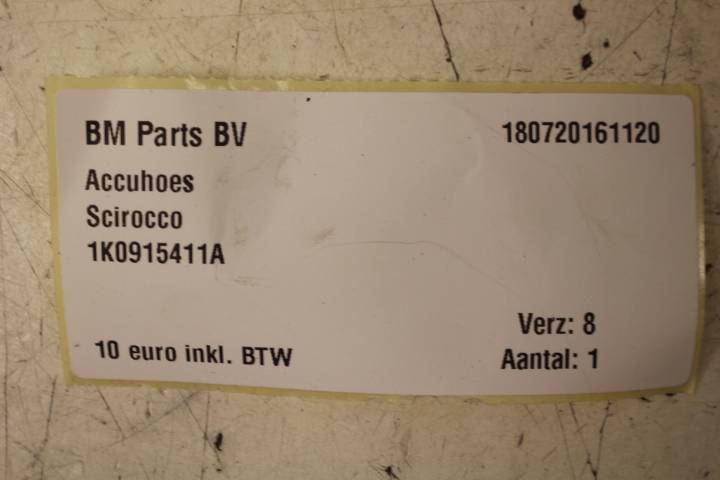 BM Parts BV 180720161120
Accuhoes
Scirocco
1K0915411A
Verz: 8
10 euro inkl. BTW Aantal: 1